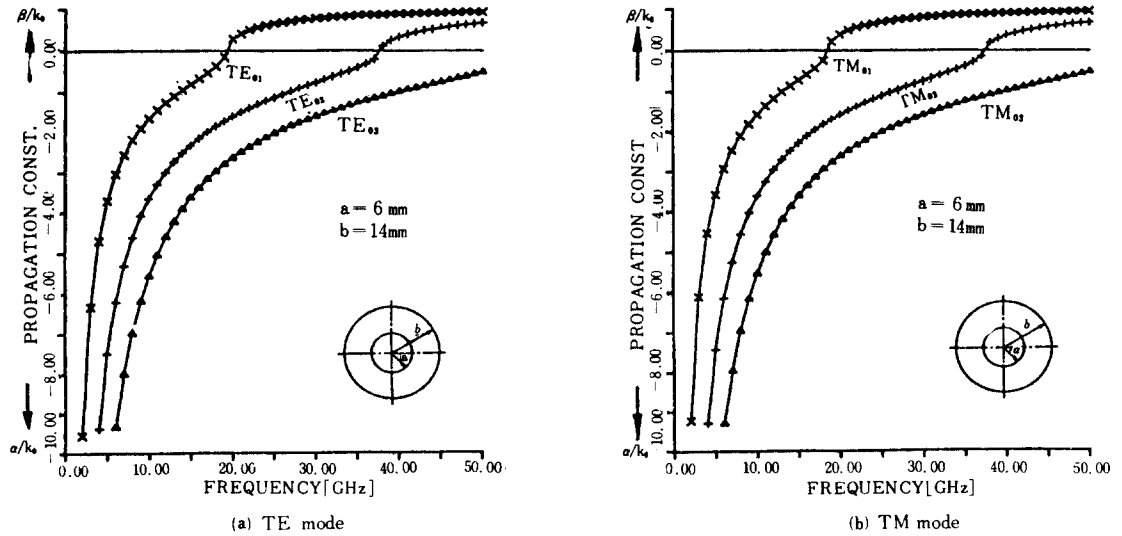 β/k₀
0.00
−2.00
−4.00
−6.00
−8.00
−10.00
α/k₀
PROPAGATION CONST.
TE₀₁
TE₀₂
TE₀₃
a = 6 mm
b = 14mm
b
a
0.00
10.00
20.00
30.00
40.00
50.00
FREQUENCY[GHz]
(a) TE mode
β/k₀
0.00
−2.00
−4.00
−6.00
−8.00
−10.00
α/k₀
PROPAGATION CONST
TM₀₁
TM₀₂
TM₀₃
a = 6 mm
b = 14mm
b
a
0.00
10.00
20.00
30.00
40.00
50.00
FREQUENCY[GHz]
(b) TM mode